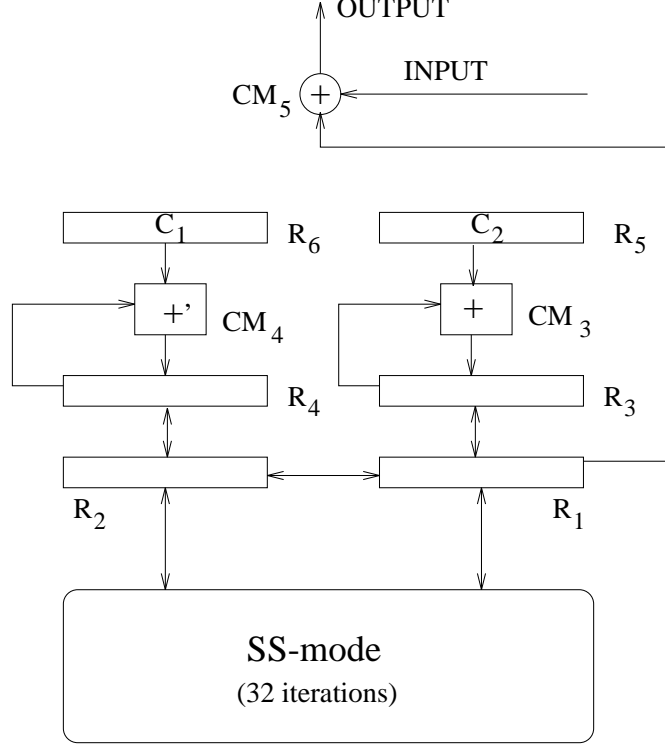 OUTPUT
INPUT
CM5
+
C1
R6
C2
R5
+’
CM4
+
CM3
R4
R3
R2
R1
SS-mode
(32 iterations)